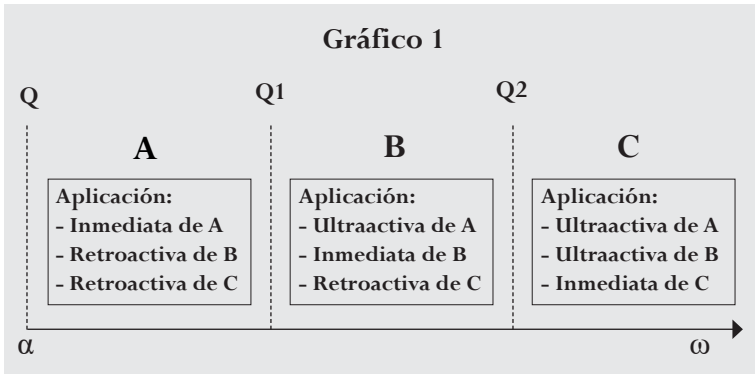 Gráfico 1
Q
Q1
Q2
A
B
C
Aplicación:
- Inmediata de A
- Retroactiva de B
- Retroactiva de C
Aplicación:
- Ultraactiva de A
- Inmediata de B
- Retroactiva de C
Aplicación:
- Ultraactiva de A
- Ultraactiva de B
- Inmediata de C
α
ω